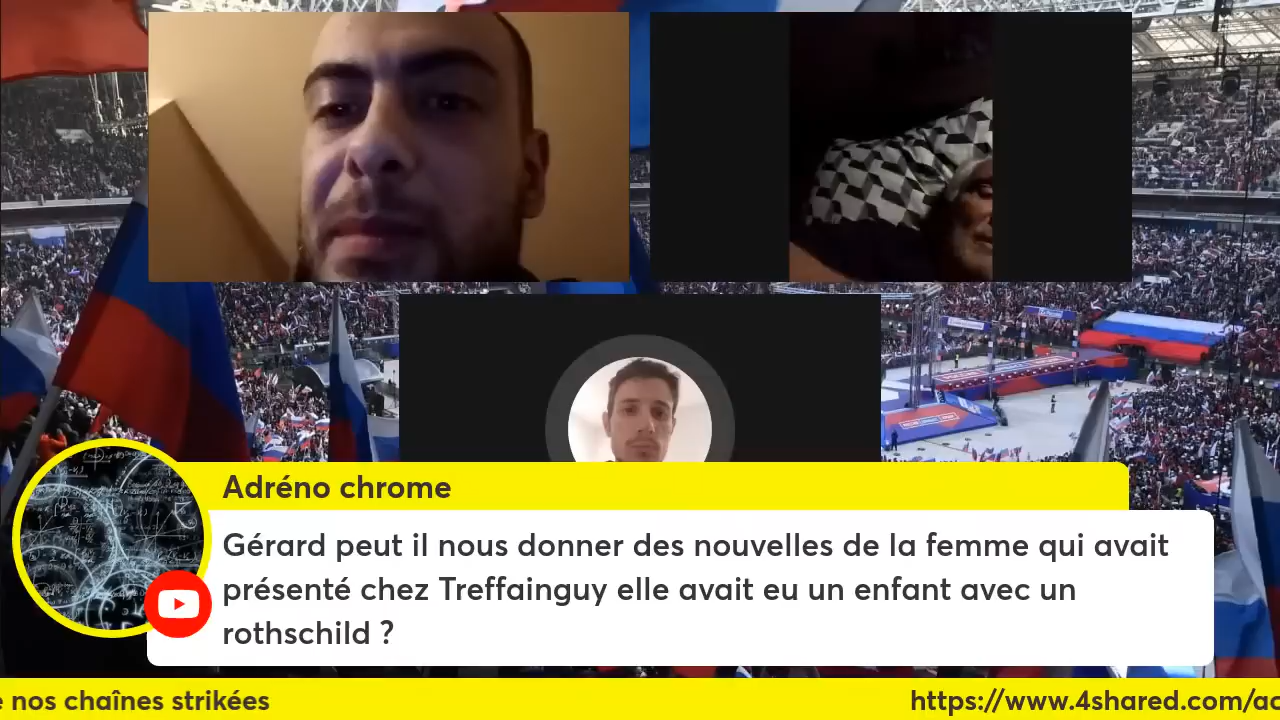 Adréno chrome
Gérard peut il nous donner des nouvelles de la femme qui avait
présenté chez Treffainguy elle avait eu un enfant avec un
rothschild ?
e nos chaînes strikées
https://www.4shared.com/ac